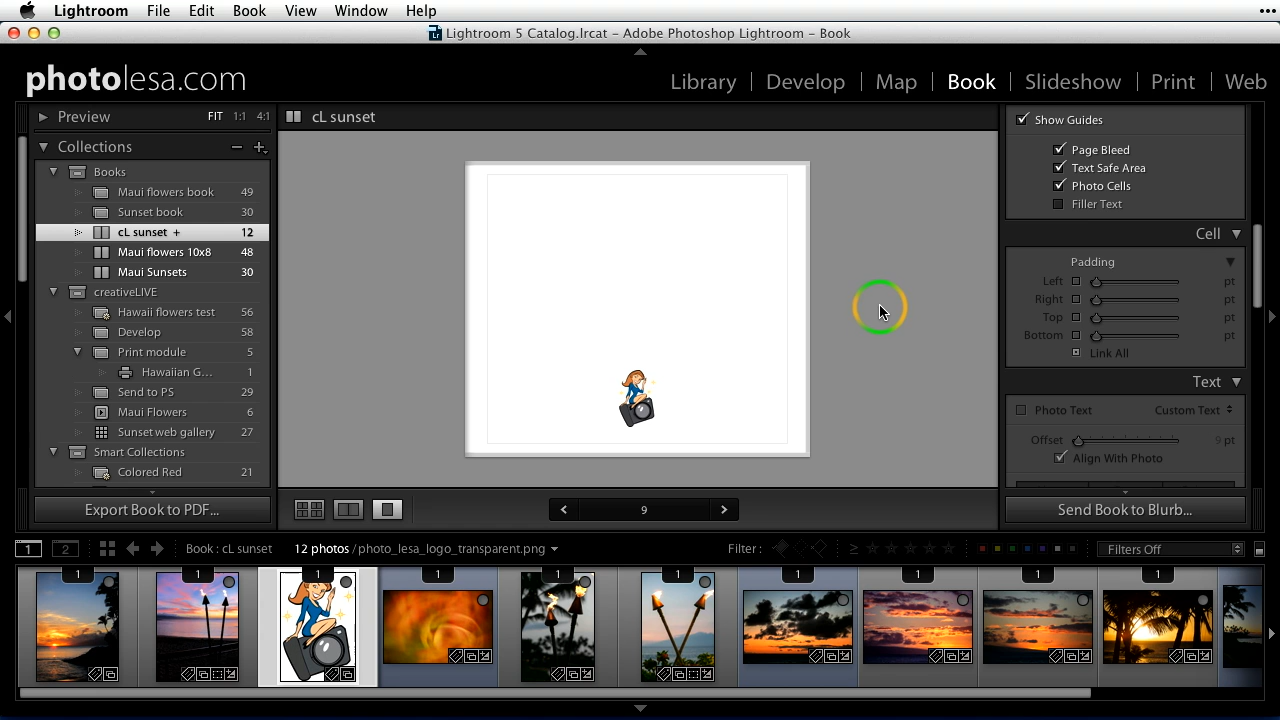 Lightroom File Edit Book View Window Help
Lightroom 5 Catalog.lrcat – Adobe Photoshop Lightroom – Book
photolesa.com
Library | Develop | Map | Book | Slideshow | Print | Web
Preview FIT 1:1 4:1
Collections
Books
Maui flowers book 49
Sunset book 30
cL sunset + 12
Maui flowers 10x8 48
Maui Sunsets 30
creativeLIVE
Hawaii flowers test 56
Develop 58
Print module 5
Hawaiian G... 1
Send to PS 29
Maui Flowers 6
Sunset web gallery 27
Smart Collections
Colored Red 21
Export Book to PDF...
cL sunset
9
Show Guides
Page Bleed
Text Safe Area
Photo Cells
Filler Text
Cell
Padding
Left pt
Right pt
Top pt
Bottom pt
Link All
Text
Photo Text Custom Text
Offset 9 pt
Align With Photo
Send Book to Blurb...
1 2 Book : cL sunset 12 photos / photo_lesa_logo_transparent.png Filter : Filters Off
1 1 1 1 1 1 1 1 1 1